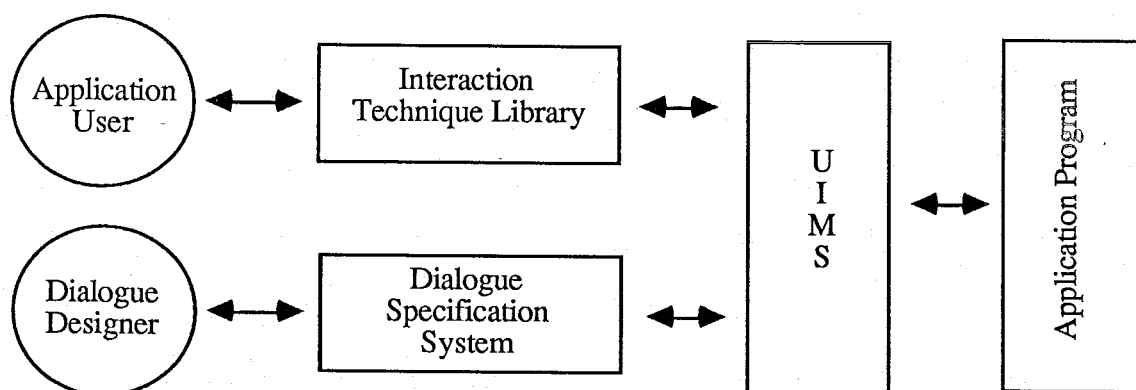 Application
User
Interaction
Technique Library
Dialogue
Designer
Dialogue
Specification
System
U
I
M
S
Application Program